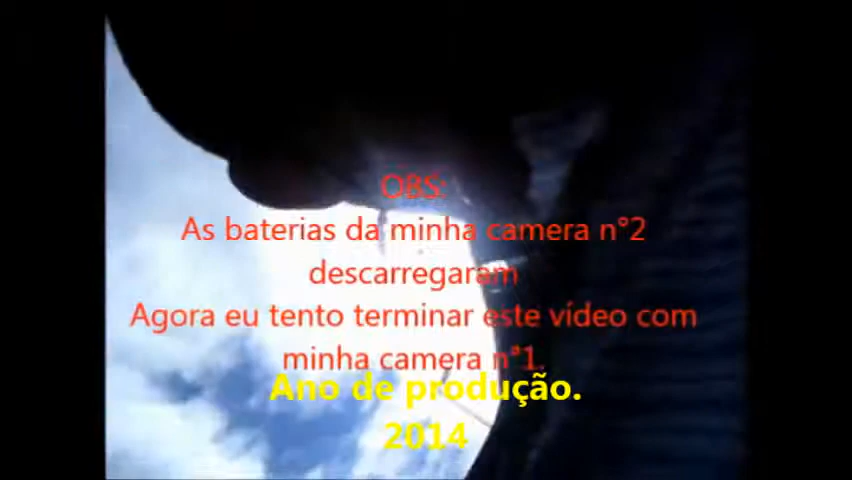 OBS:
As baterias da minha camera n°2
descarregaram
Agora eu tento terminar este vídeo com
minha camera n°1.
Ano de produção.
2014